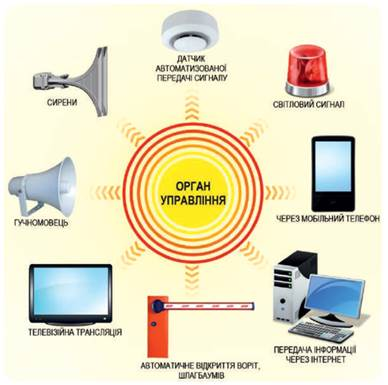 ДАТЧИК
АВТОМАТИЗОВАНОЇ
ПЕРЕДАЧІ СИГНАЛУ
СИРЕНИ
СВІТЛОВИЙ СИГНАЛ
ОРГАН
УПРАВЛІННЯ
ГУЧНОМОВЕЦЬ
ЧЕРЕЗ МОБІЛЬНИЙ ТЕЛЕФОН
ТЕЛЕВІЗІЙНА ТРАНСЛЯЦІЯ
ПЕРЕДАЧА ІНФОРМАЦІЇ
ЧЕРЕЗ ІНТЕРНЕТ
АВТОМАТИЧНЕ ВІДКРИТТЯ ВОРІТ,
ШЛАГБАУМІВ